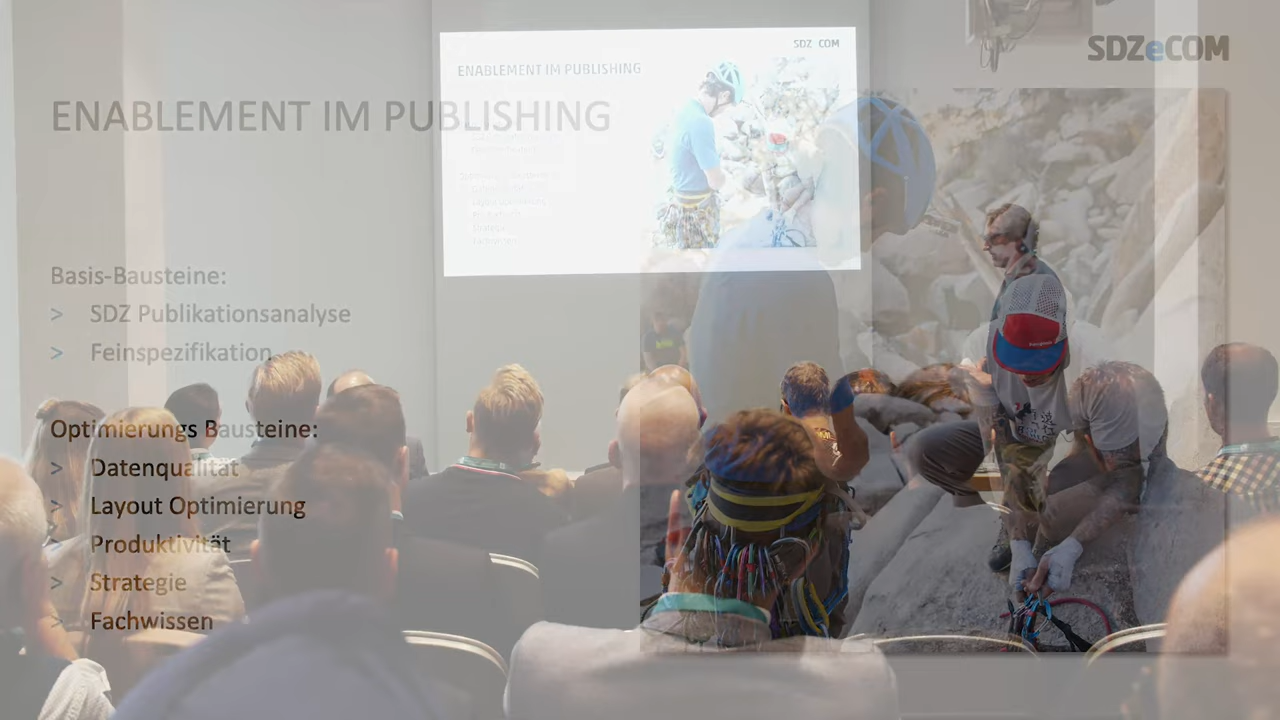 SDZ COM
ENABLEMENT IM PUBLISHING
SDZeCOM
ENABLEMENT IM PUBLISHING
Basis-Bausteine:
> SDZ Publikationsanalyse
> Feinspezifikation
Optimierungs Bausteine:
> Datenqualität
> Layout Optimierung
Produktivität
> Strategie
> Fachwissen